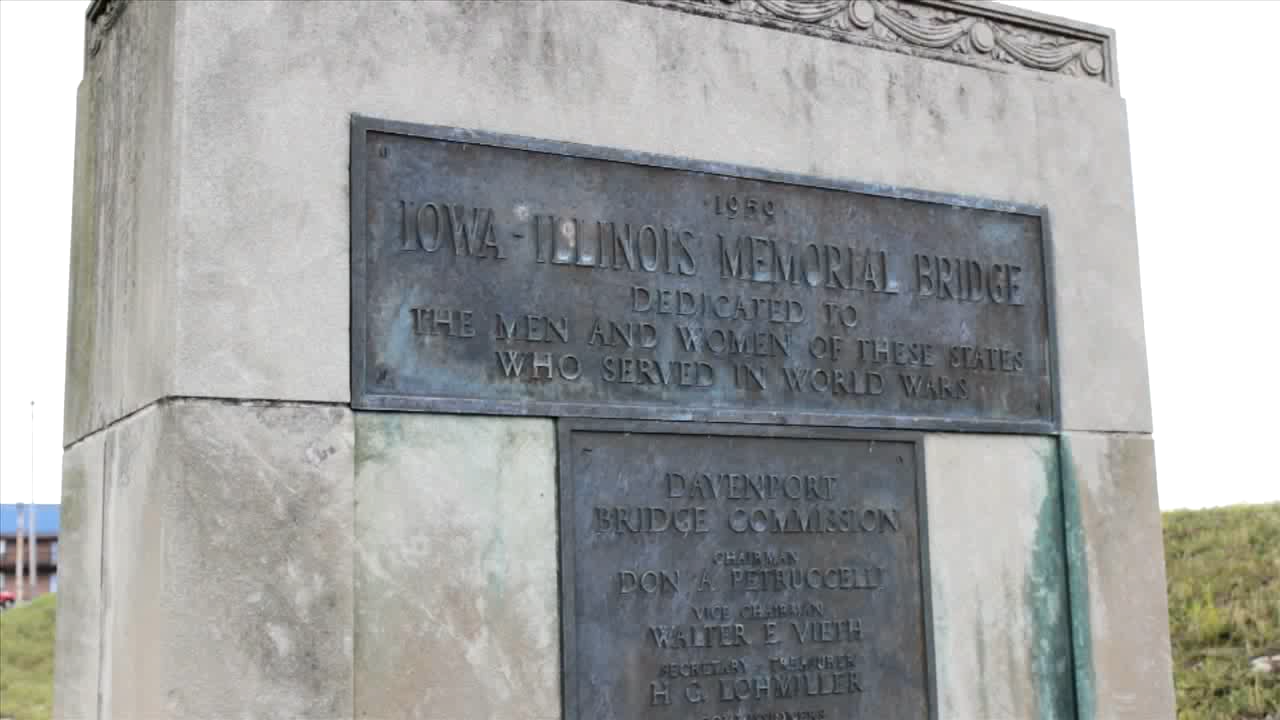 1959
IOWA-ILLINOIS MEMORIAL BRIDGE
DEDICATED TO
THE MEN AND WOMEN OF THESE STATES
WHO SERVED IN WORLD WARS
DAVENPORT
BRIDGE COMMISSION
CHAIRMAN
DON A. PETRUCCELLI
VICE CHAIRMAN
WALTER E. VIETH
SECRETARY - TREASURER
H. G. LOHMILLER
COMMISSIONERS